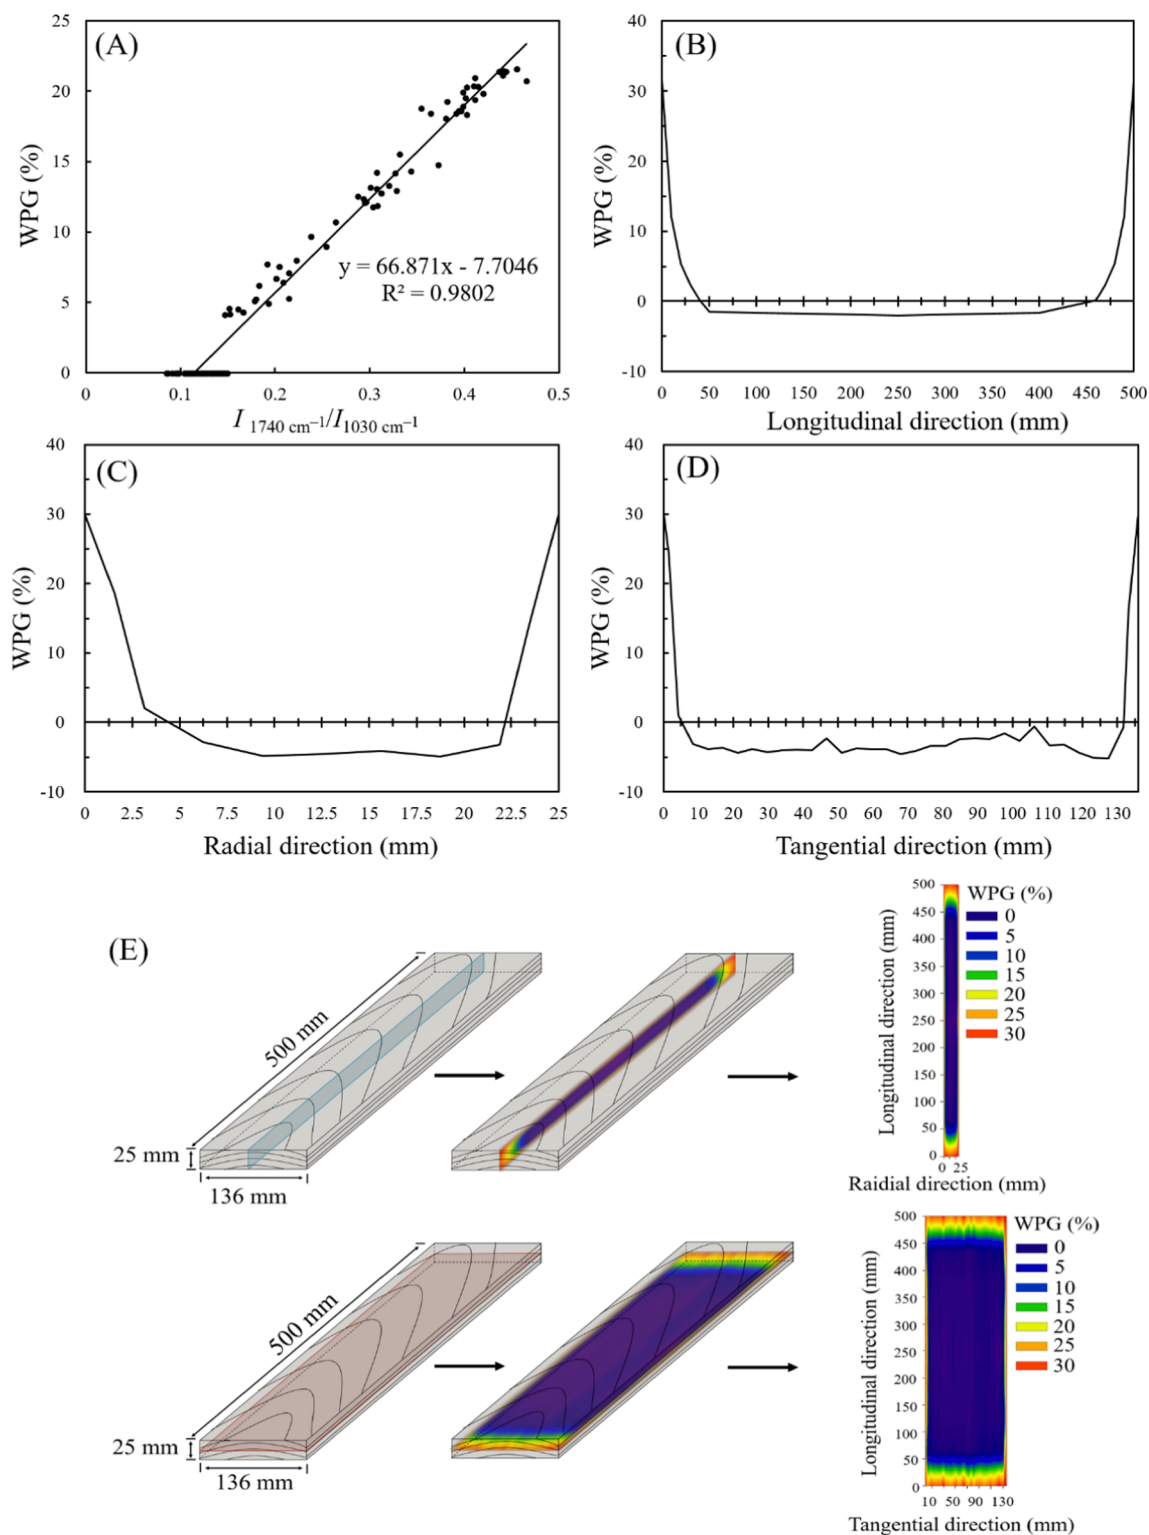 (A)
25
20
15
10
5
0
WPG (%)
y = 66.871x - 7.7046
R² = 0.9802
0 0.1 0.2 0.3 0.4 0.5
I 1740 cm–1/I1030 cm–1
(B)
40
30
20
10
0
-10
WPG (%)
0 50 100 150 200 250 300 350 400 450 500
Longitudinal direction (mm)
(C)
40
30
20
10
0
-10
WPG (%)
0 2.5 5 7.5 10 12.5 15 17.5 20 22.5 25
Radial direction (mm)
(D)
40
30
20
10
0
-10
WPG (%)
0 10 20 30 40 50 60 70 80 90 100 110 120 130
Tangential direction (mm)
(E)
500 mm
25 mm
136 mm
500
450
400
350
300
250
200
150
100
50
0
Longitudinal direction (mm)
0 25
Raidial direction (mm)
WPG (%)
0
5
10
15
20
25
30
500 mm
25 mm
136 mm
500
450
400
350
300
250
200
150
100
50
0
Longitudinal direction (mm)
10 50 90 130
Tangential direction (mm)
WPG (%)
0
5
10
15
20
25
30